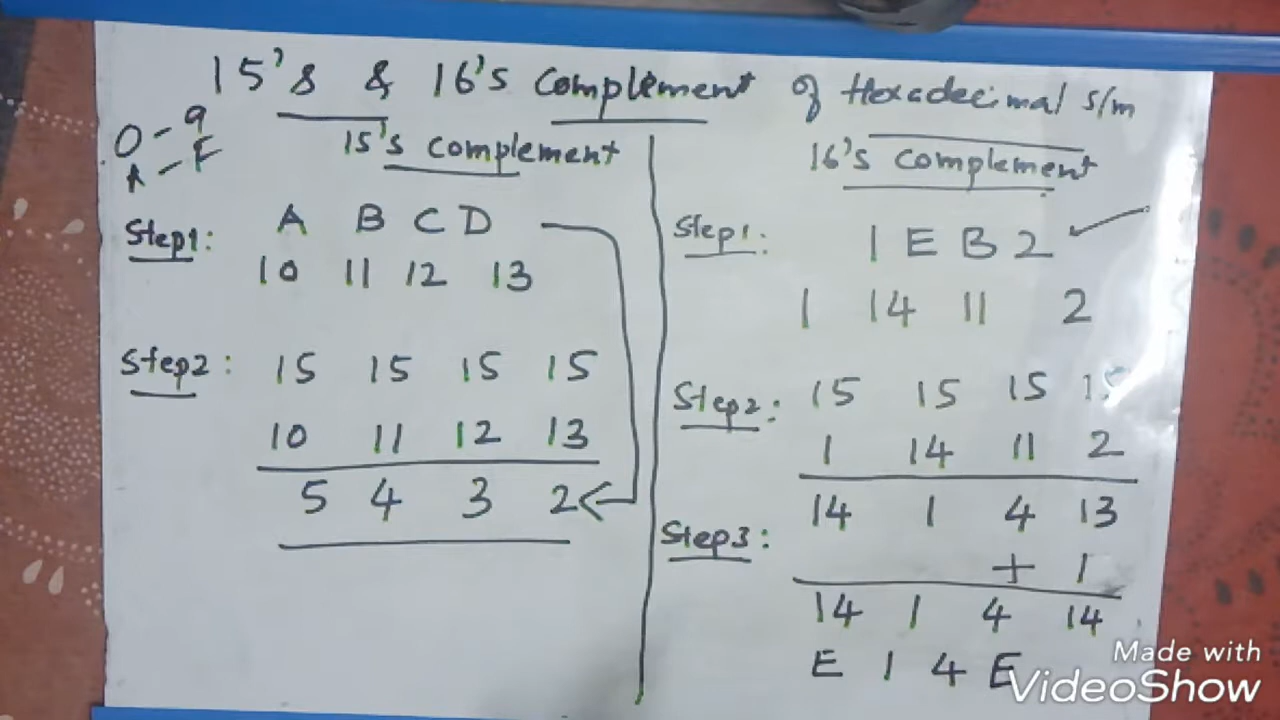 15's & 16's Complement of Hexadecimal s/m
0 - 9
A - F
15's complement
Step1: A B C D
10 11 12 13
Step2: 15 15 15 15
10 11 12 13
5 4 3 2
16's complement
Step1: 1 E B 2
1 14 11 2
Step2: 15 15 15 15
1 14 11 2
14 1 4 13
Step3: + 1
14 1 4 14
E 1 4 E
Made with
VideoShow